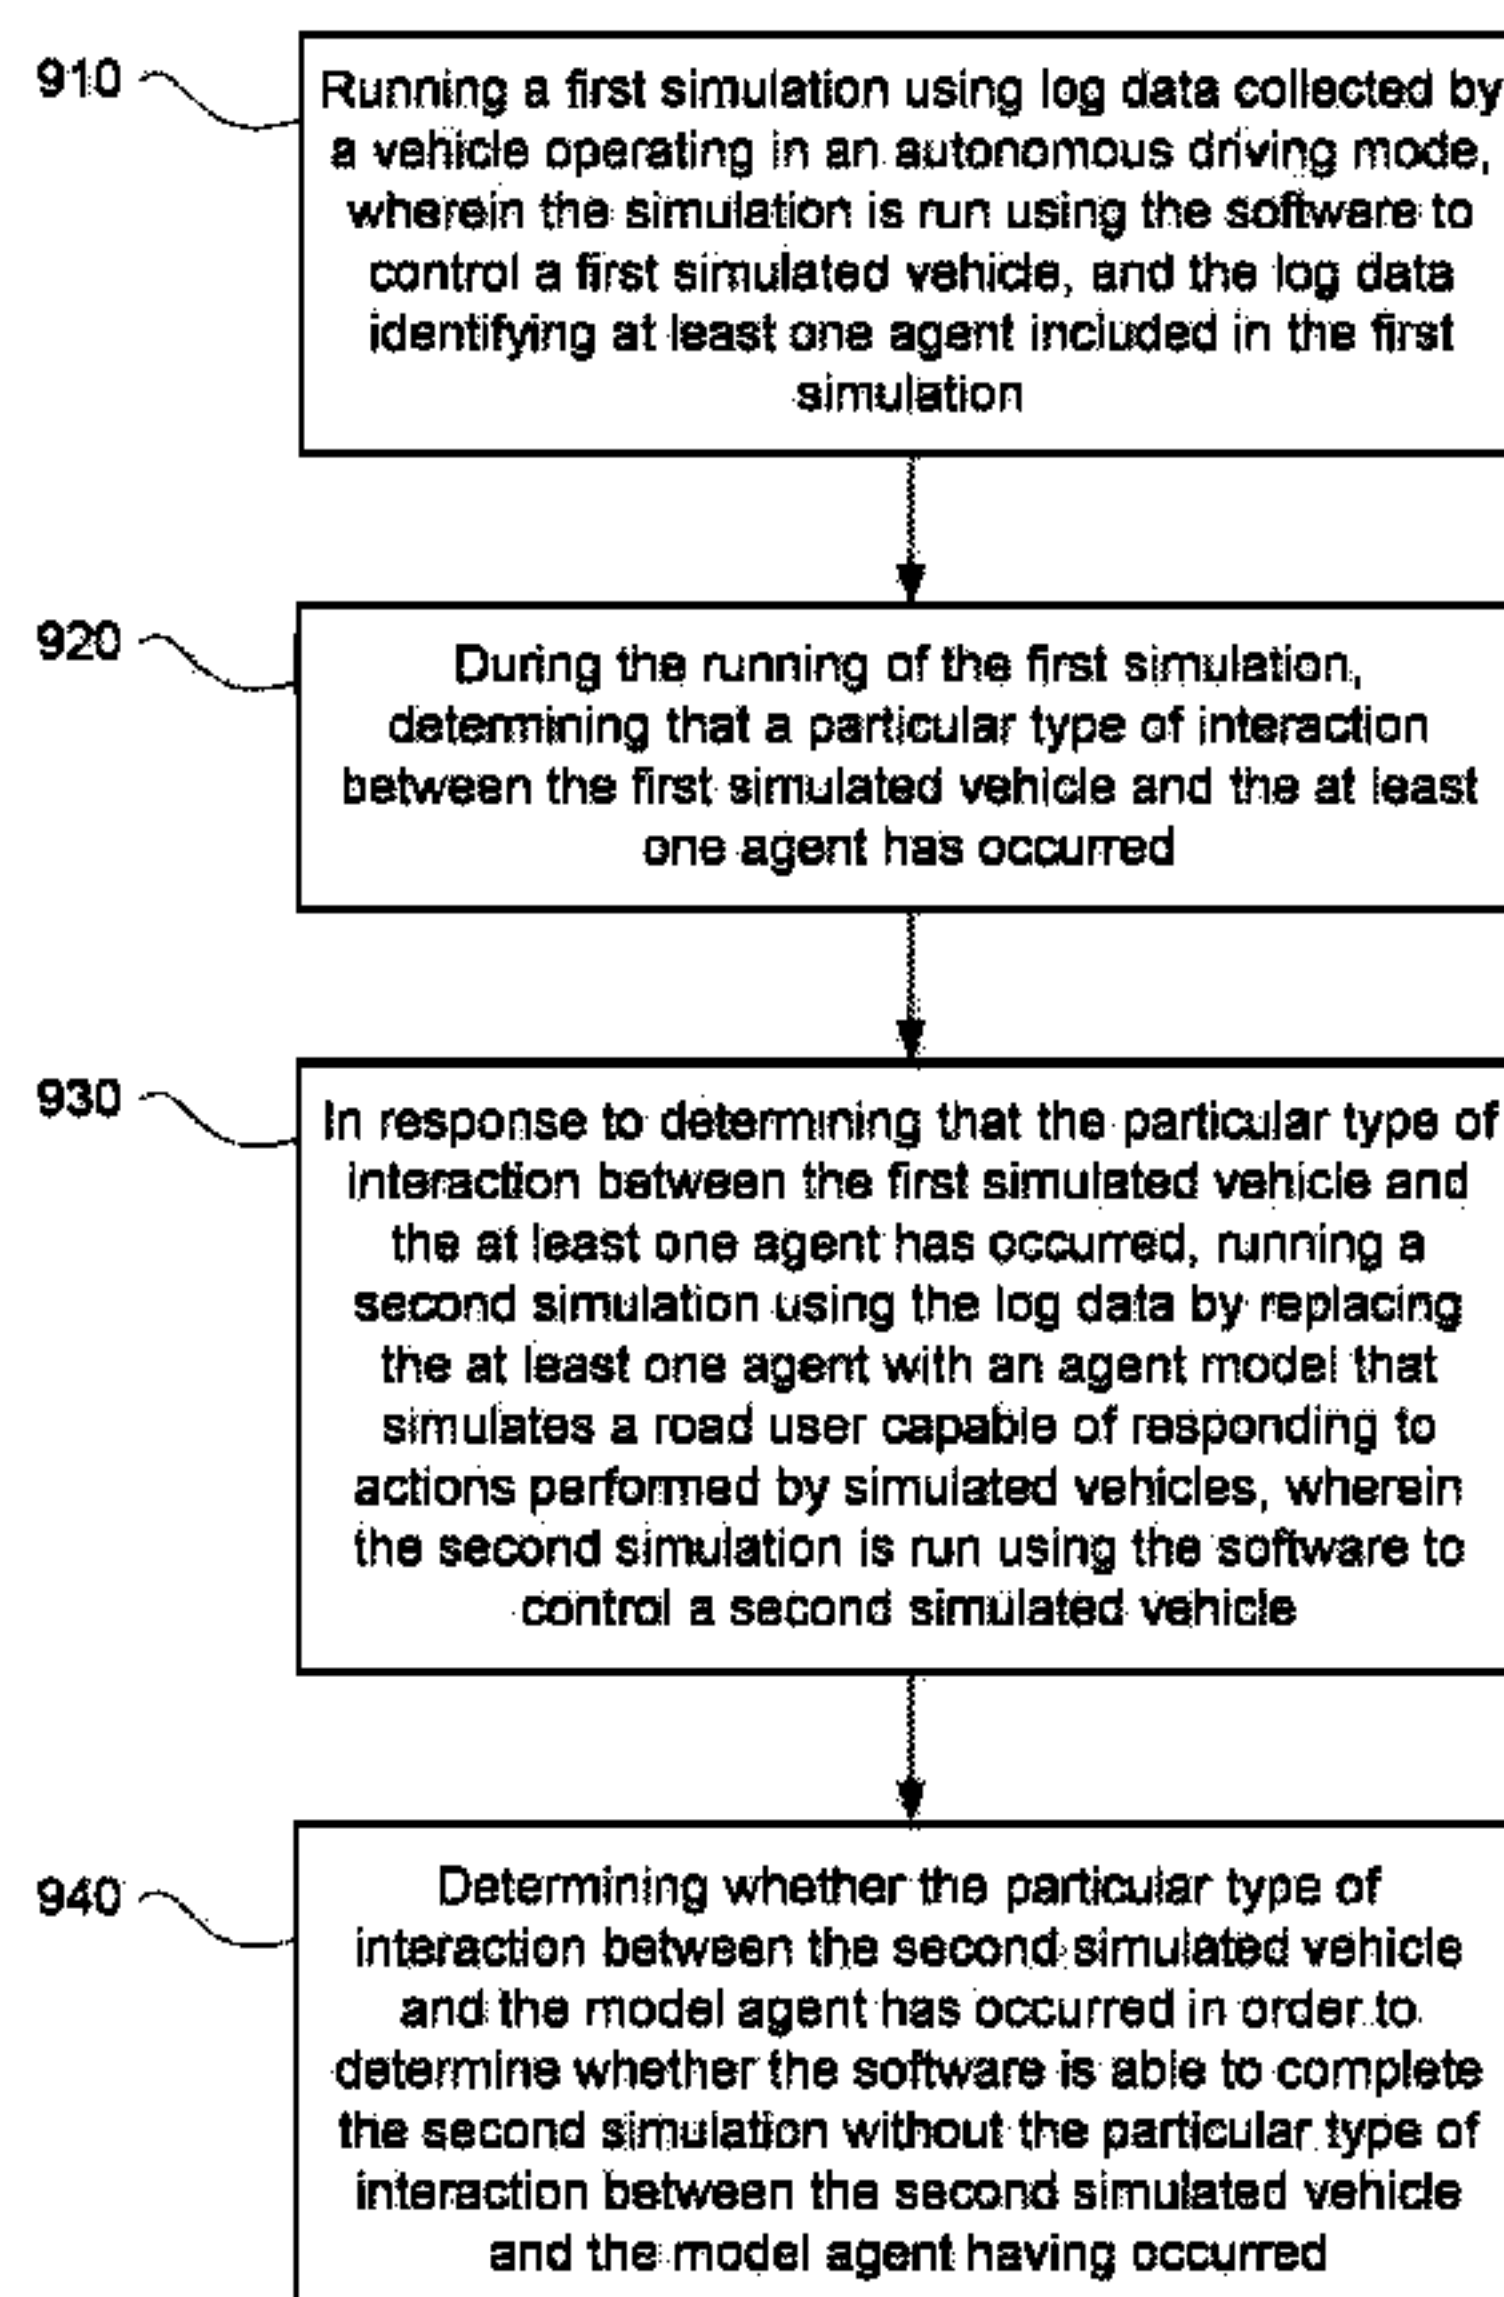 910
Running a first simulation using log data collected by
a vehicle operating in an autonomous driving mode,
wherein the simulation is run using the software to
control a first simulated vehicle, and the log data
identifying at least one agent included in the first
simulation
920
During the running of the first simulation,
determining that a particular type of interaction
between the first simulated vehicle and the at least
one agent has occurred
930
In response to determining that the particular type of
interaction between the first simulated vehicle and
the at least one agent has occurred, running a
second simulation using the log data by replacing
the at least one agent with an agent model that
simulates a road user capable of responding to
actions performed by simulated vehicles, wherein
the second simulation is run using the software to
control a second simulated vehicle
940
Determining whether the particular type of
interaction between the second simulated vehicle
and the model agent has occurred in order to
determine whether the software is able to complete
the second simulation without the particular type of
interaction between the second simulated vehicle
and the model agent having occurred